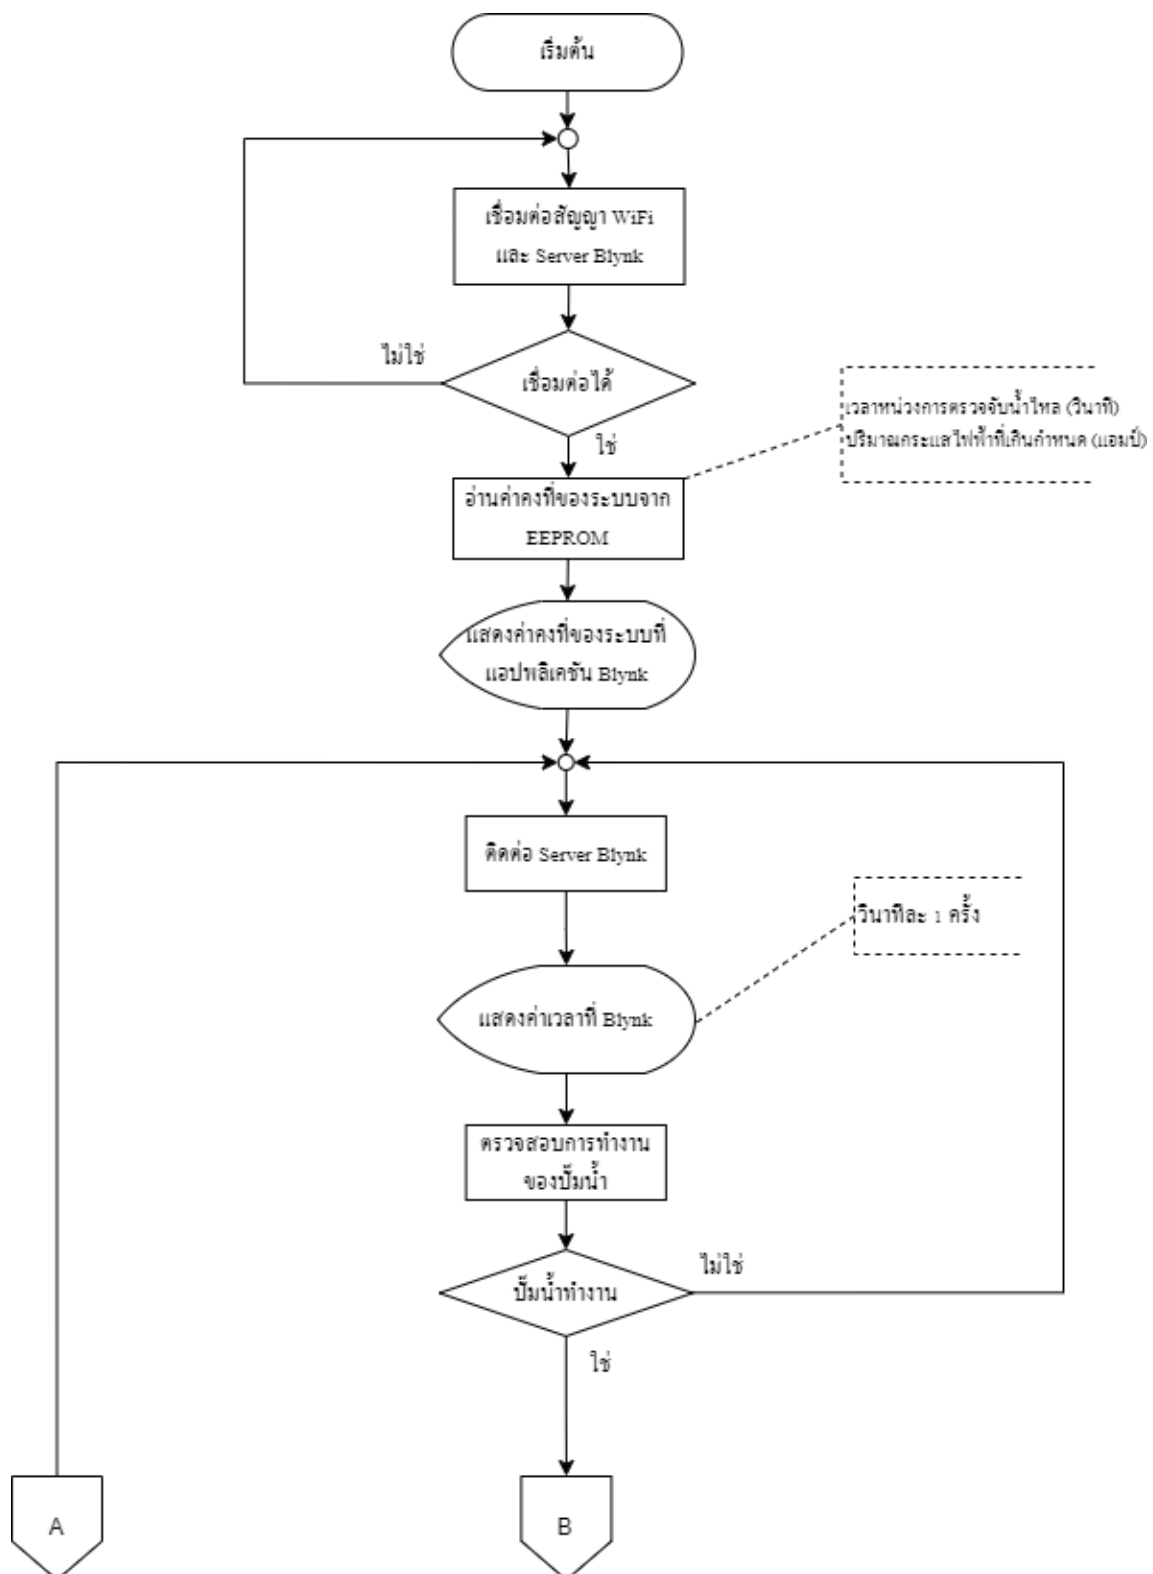 เริ่มต้น
เชื่อมต่อสัญญา WiFi
และ Server Blynk
ไม่ใช่
เชื่อมต่อได้
ใช่
เวลาหน่วงการตรวจจับน้ำไหล (วินาที)
ปริมาณกระแสไฟฟ้าที่เกินกำหนด (แอมป์)
อ่านค่าคงที่ของระบบจาก
EEPROM
แสดงค่าคงที่ของระบบที่
แอปพลิเคชัน Blynk
ติดต่อ Server Blynk
วินาทีละ 1 ครั้ง
แสดงค่าเวลาที่ Blynk
ตรวจสอบการทำงาน
ของปั๊มน้ำ
ไม่ใช่
ปั๊มน้ำทำงาน
ใช่
A
B